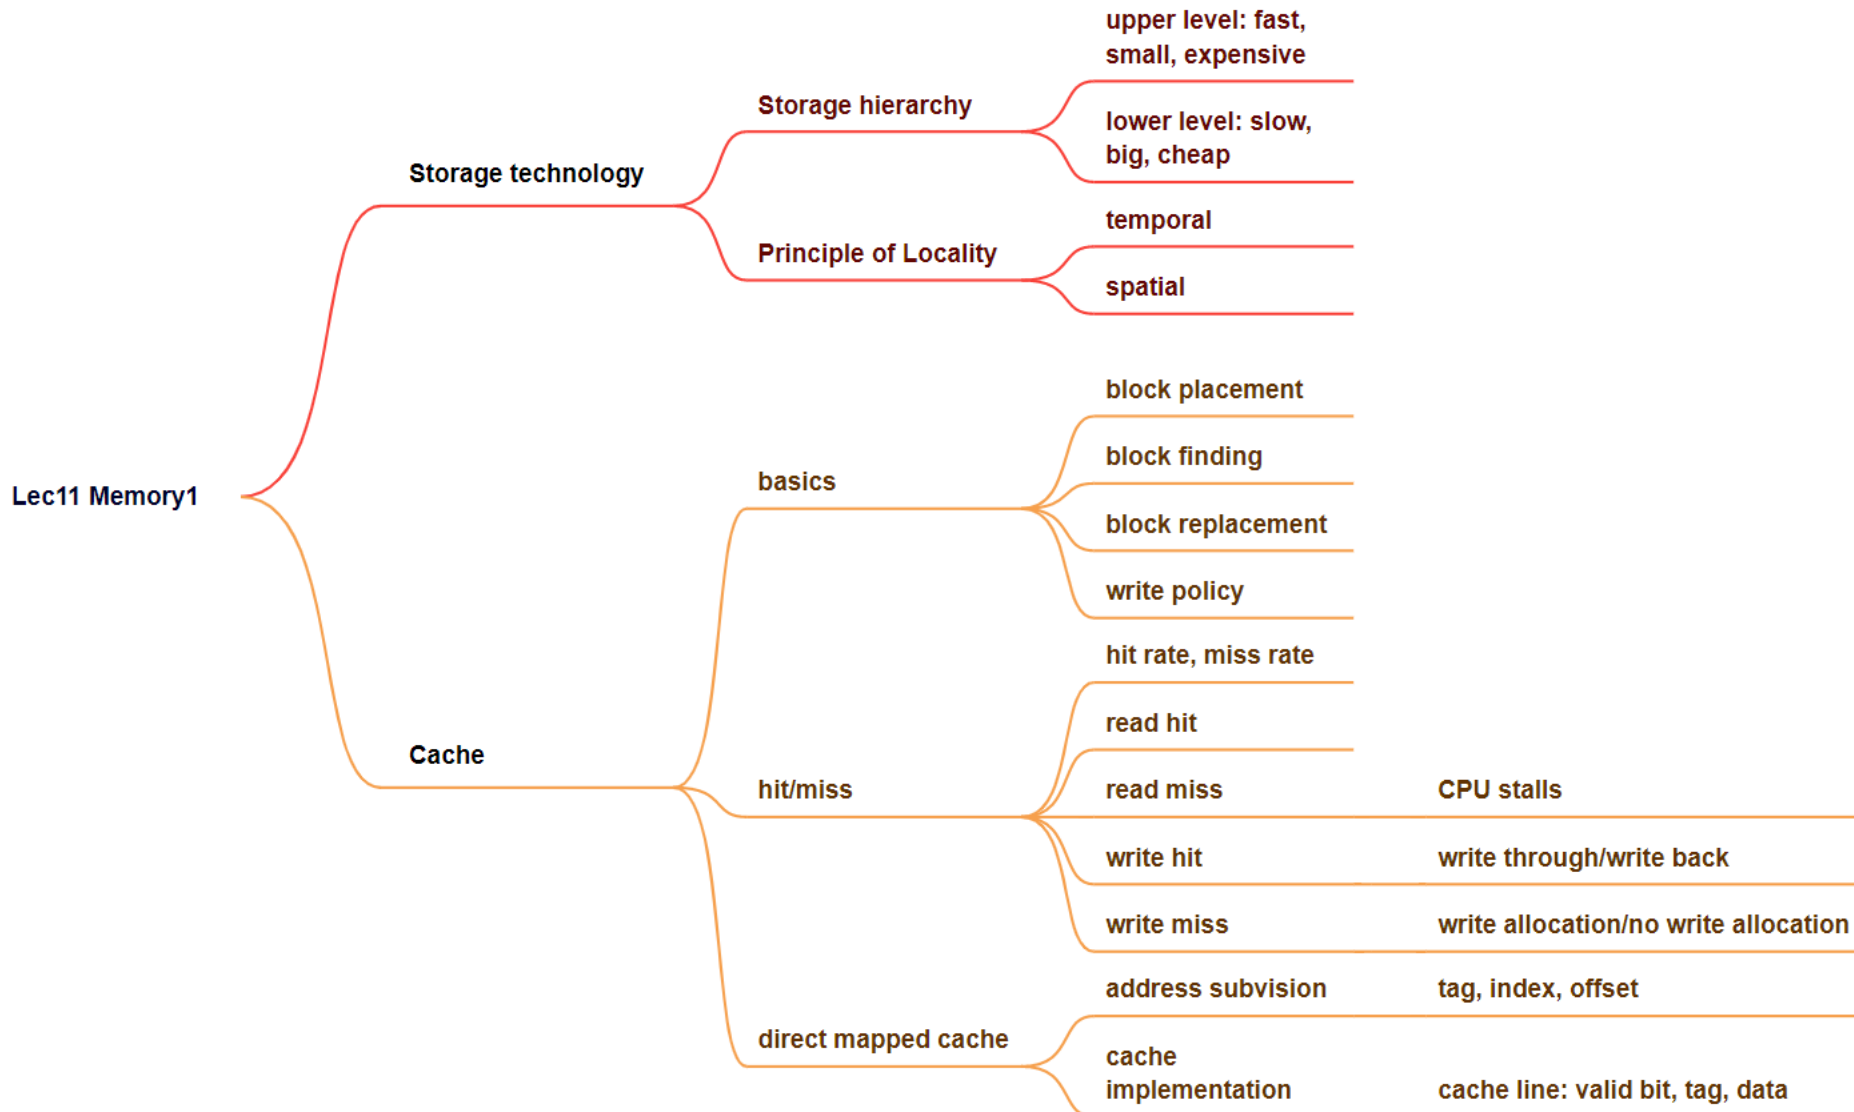 upper level: fast,
small, expensive
Storage hierarchy
lower level: slow,
big, cheap
Storage technology
temporal
Principle of Locality
spatial
block placement
block finding
basics
block replacement
Lec11 Memory1
write policy
hit rate, miss rate
read hit
Cache
hit/miss
read miss
CPU stalls
write hit
write through/write back
write miss
write allocation/no write allocation
address subvision
tag, index, offset
direct mapped cache
cache
implementation
cache line: valid bit, tag, data